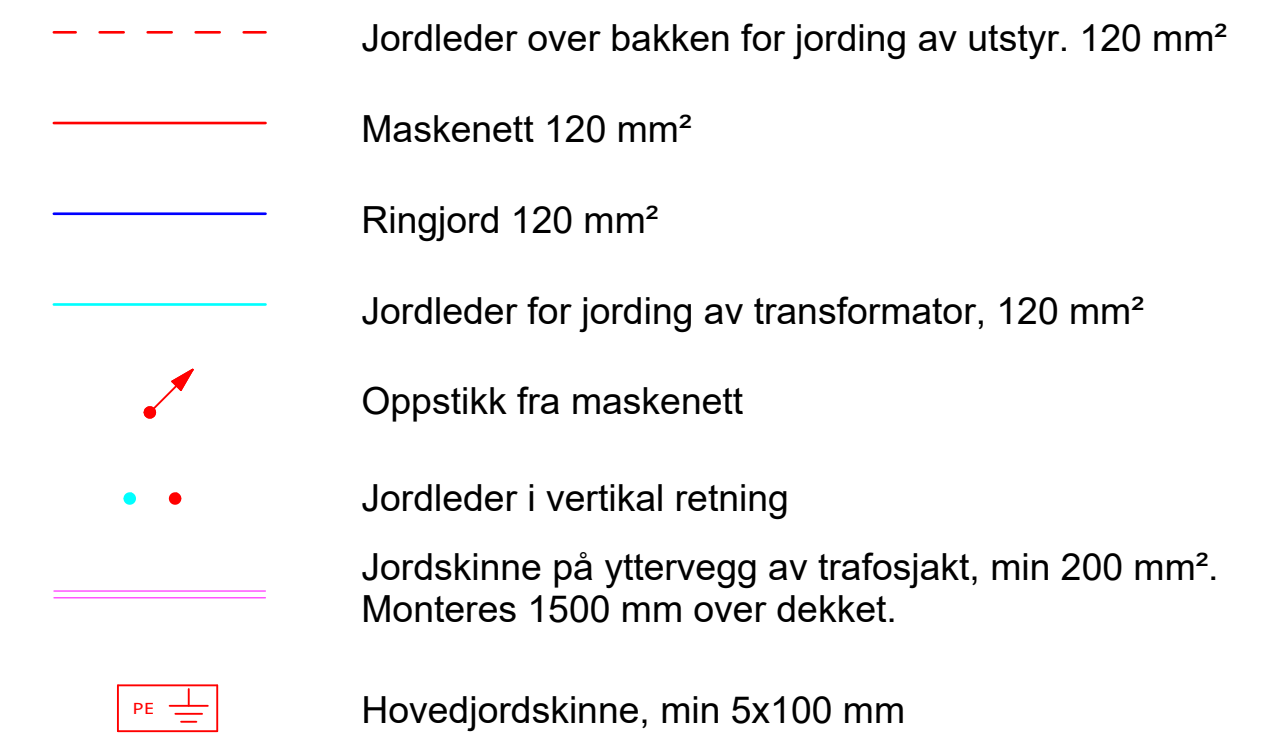 Jordleder over bakken for jording av utstyr. 120 mm²
Maskenett 120 mm²
Ringjord 120 mm²
Jordleder for jording av transformator, 120 mm²
Oppstikk fra maskenett
Jordleder i vertikal retning
Jordskinne på yttervegg av trafosjakt, min 200 mm².
Monteres 1500 mm over dekket.
PE
Hovedjordskinne, min 5x100 mm